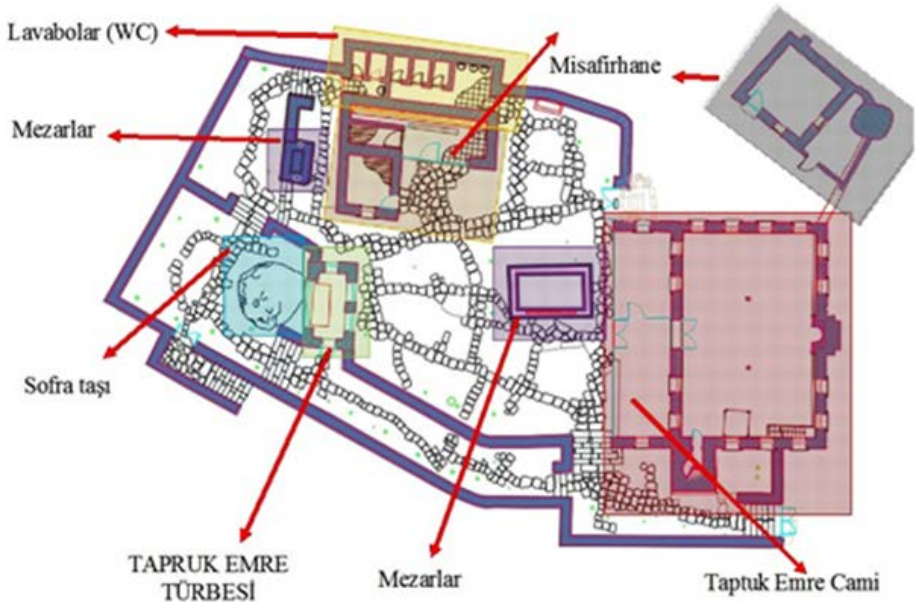 Lavabolar (WC)
Misafirhane
Mezarlar
Sofra taşı
TAPRUK EMRE
TÜRBESİ
Mezarlar
Taptuk Emre Cami